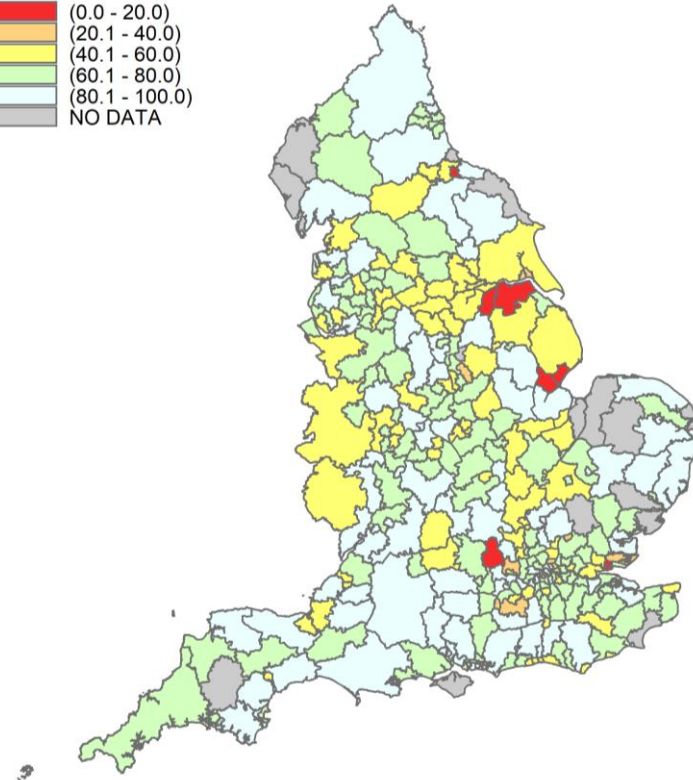 (0.0 - 20.0)
(20.1 - 40.0)
(40.1 - 60.0)
(60.1 - 80.0)
(80.1 - 100.0)
NO DATA